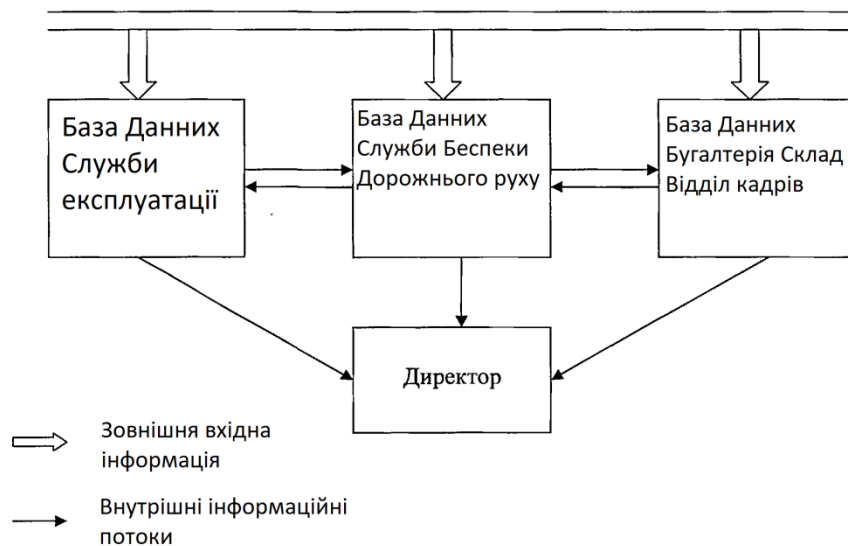 База Данних
Служби
експлуатації
База Данних
Служби Беспеки
Дорожнього руху
База Данних
Бугалтерія Склад
Відділ кадрів
Директор
Зовнішня вхідна
інформація
Внутрішні інформаційні
потоки